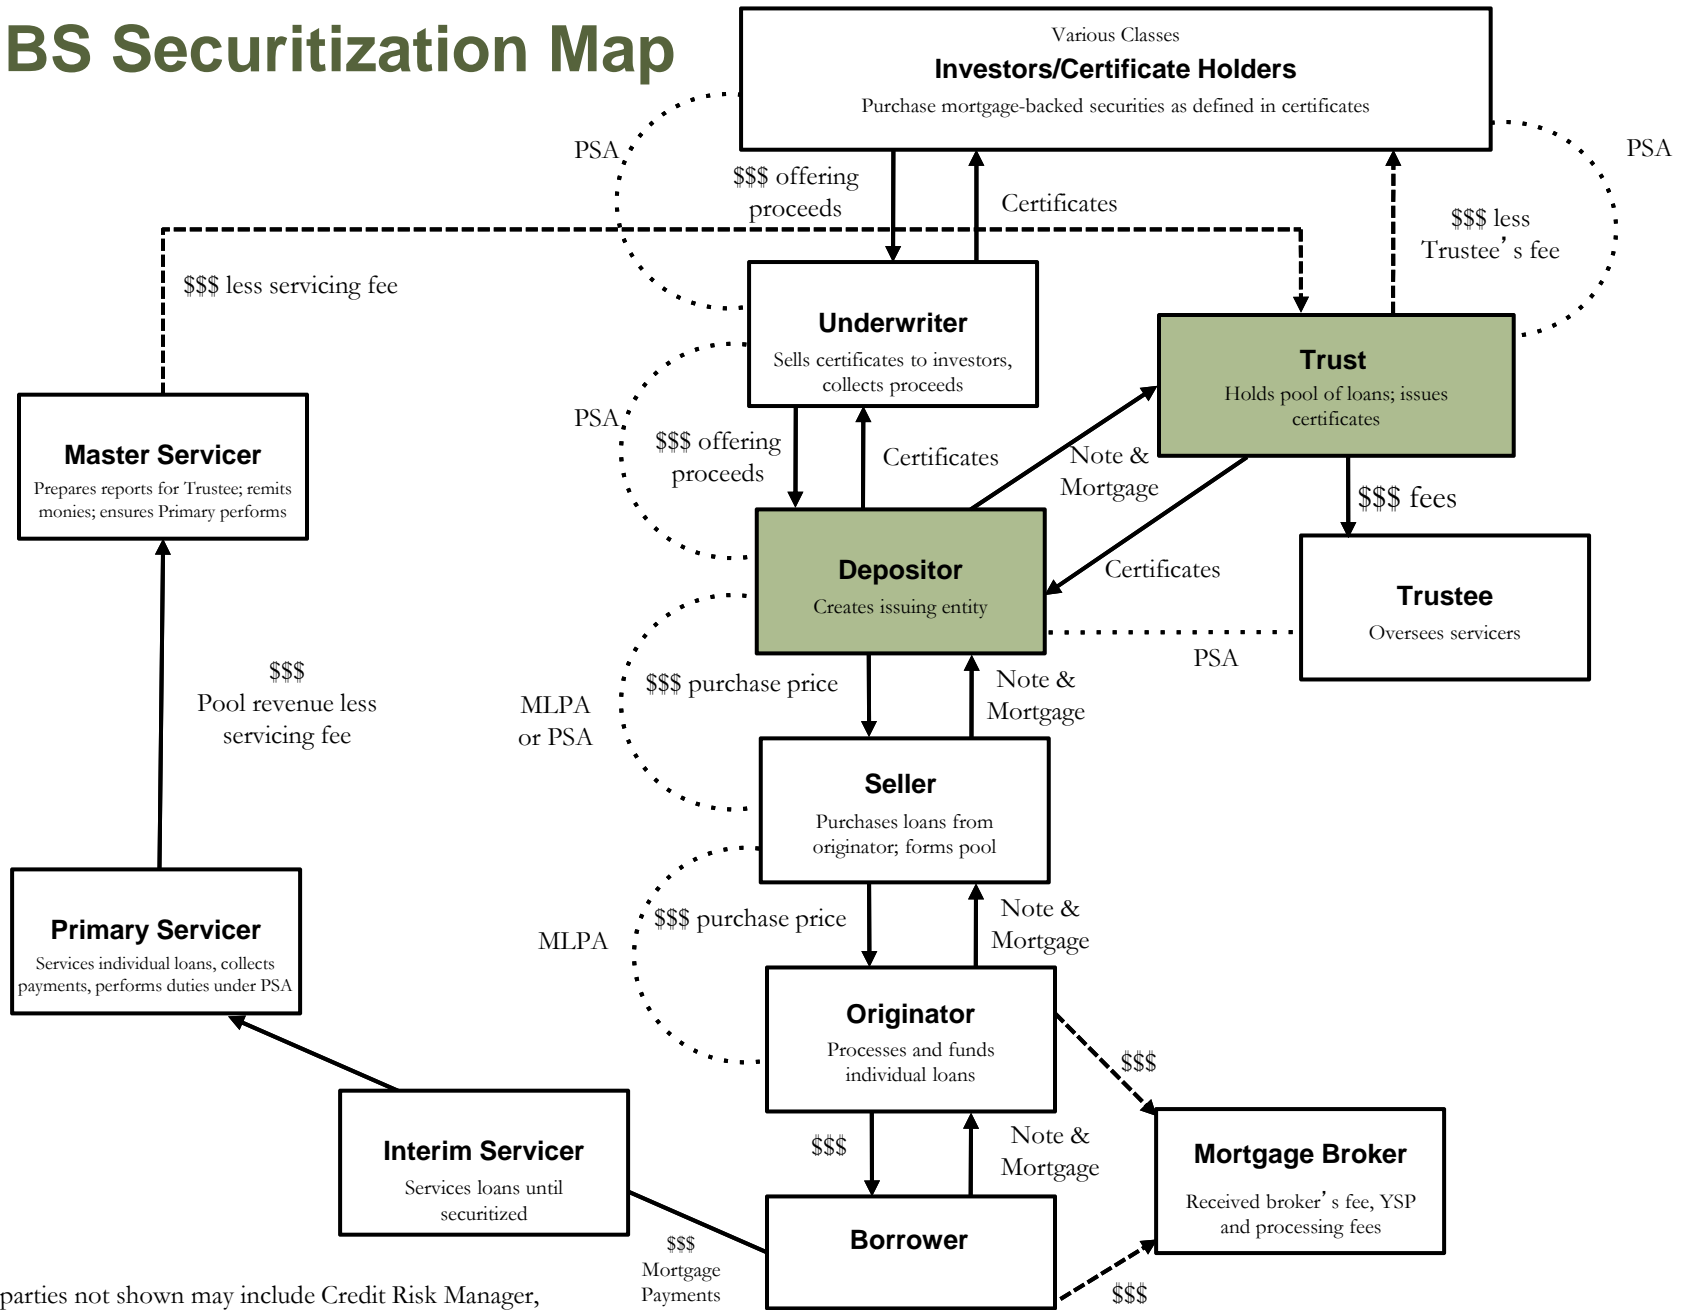 BS Securitization Map
Various Classes
Investors/Certificate Holders
Purchase mortgage-backed securities as defined in certificates
PSA
PSA
$$$ offering
proceeds
Certificates
$$$ less
Trustee's fee
$$$ less servicing fee
Underwriter
Sells certificates to investors,
collects proceeds
Trust
Holds pool of loans; issues
certificates
Master Servicer
Prepares reports for Trustee; remits
monies; ensures Primary performs
PSA
$$$ offering
proceeds
Certificates
Note &
Mortgage
$$$ fees
Depositor
Creates issuing entity
Certificates
Trustee
Oversees servicers
PSA
$$$
Pool revenue less
servicing fee
MLPA
or PSA
$$$ purchase price
Note &
Mortgage
Seller
Purchases loans from
originator; forms pool
Primary Servicer
Services individual loans, collects
payments, performs duties under PSA
MLPA
$$$ purchase price
Note &
Mortgage
Originator
Processes and funds
individual loans
$$$
Interim Servicer
Services loans until
securitized
$$$
Note &
Mortgage
Mortgage Broker
Received broker's fee, YSP
and processing fees
Borrower
$$$
Mortgage
Payments
$$$
parties not shown may include Credit Risk Manager,